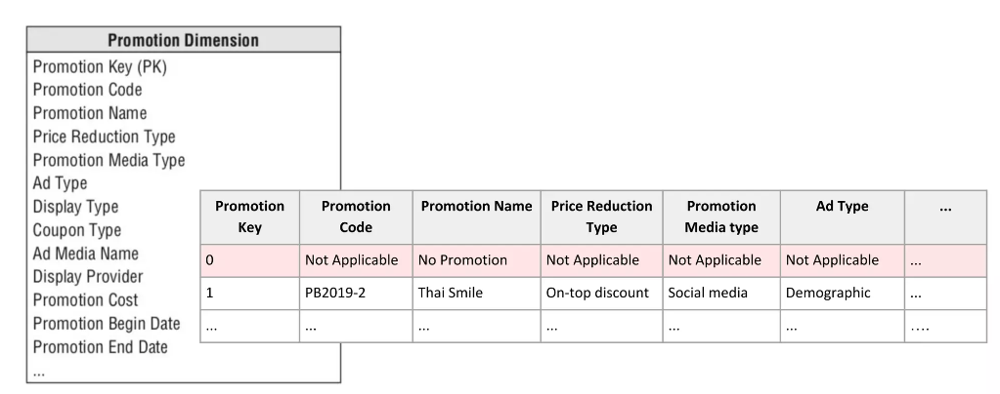 Promotion Dimension
Promotion Key (PK)
Promotion Code
Promotion Name
Price Reduction Type
Promotion Media Type
Ad Type
Display Type
Coupon Type
Ad Media Name
Display Provider
Promotion Cost
Promotion Begin Date
Promotion End Date
...
Promotion Key Promotion Code Promotion Name Price Reduction Type Promotion Media type Ad Type ...
0 Not Applicable No Promotion Not Applicable Not Applicable Not Applicable ...
1 PB2019-2 Thai Smile On-top discount Social media Demographic ...
... ... ... ... ... ... ....